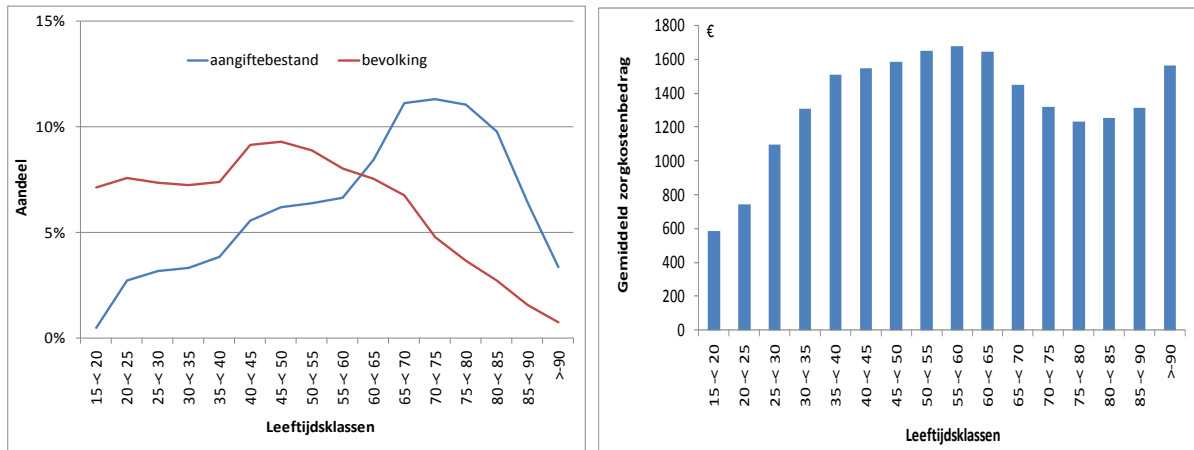 15%
10%
5%
0%
Aandeel
aangiftebestand
bevolking
15 -< 20
20 -< 25
25 -< 30
30 -< 35
35 -< 40
40 -< 45
45 -< 50
50 -< 55
55 -< 60
60 -< 65
65 -< 70
70 -< 75
75 -< 80
80 -< 85
85 -< 90
>-90
Leeftijdsklassen
€
1800
1600
1400
1200
1000
800
600
400
200
0
Gemiddeld zorgkostenbedrag
15 -< 20
20 -< 25
25 -< 30
30 -< 35
35 -< 40
40 -< 45
45 -< 50
50 -< 55
55 -< 60
60 -< 65
65 -< 70
70 -< 75
75 -< 80
80 -< 85
85 -< 90
>-90
Leeftijdsklassen